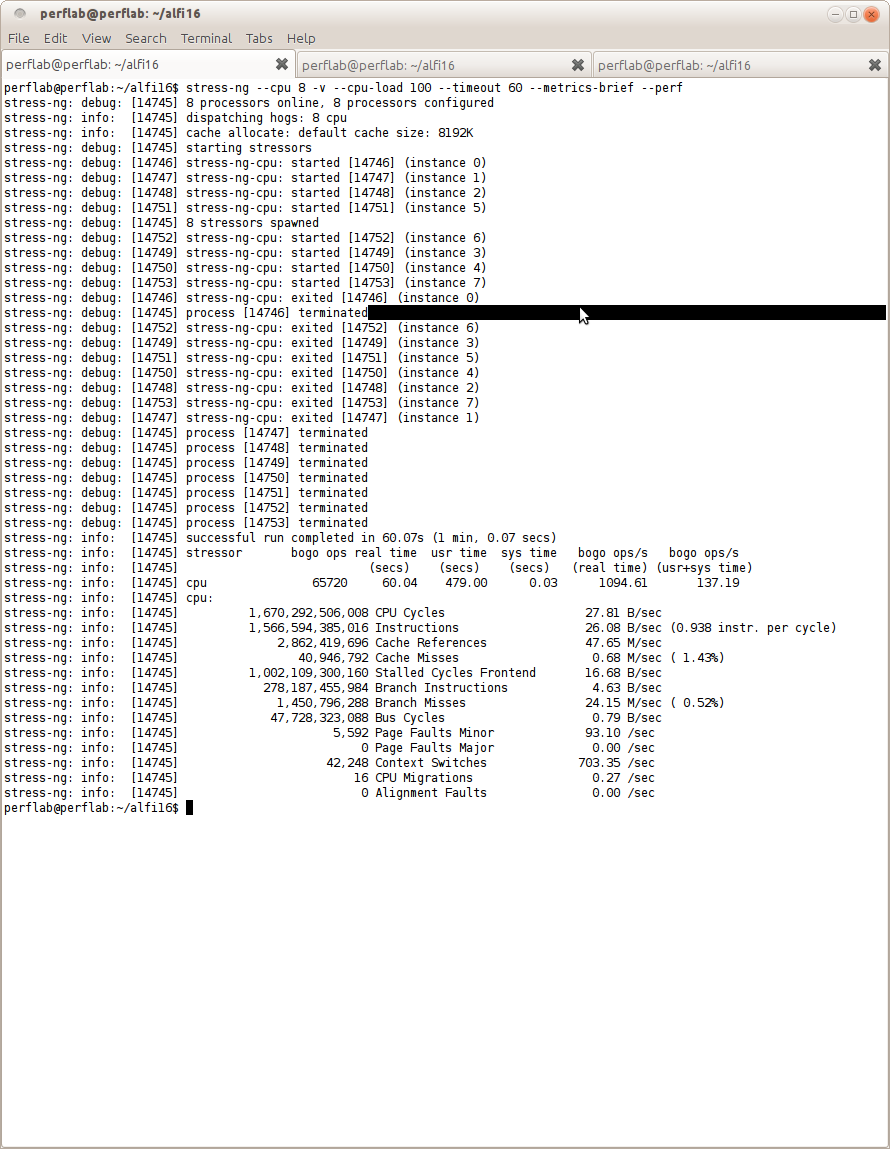 perflab@perflab: ~/alfi16
File Edit View Search Terminal Tabs Help
perflab@perflab: ~/alfi16 perflab@perflab: ~/alfi16 perflab@perflab: ~/alfi16
perflab@perflab:~/alfi16$ stress-ng --cpu 8 -v --cpu-load 100 --timeout 60 --metrics-brief --perf
stress-ng: debug: [14745] 8 processors online, 8 processors configured
stress-ng: info:  [14745] dispatching hogs: 8 cpu
stress-ng: info:  [14745] cache allocate: default cache size: 8192K
stress-ng: debug: [14745] starting stressors
stress-ng: debug: [14746] stress-ng-cpu: started [14746] (instance 0)
stress-ng: debug: [14747] stress-ng-cpu: started [14747] (instance 1)
stress-ng: debug: [14748] stress-ng-cpu: started [14748] (instance 2)
stress-ng: debug: [14751] stress-ng-cpu: started [14751] (instance 5)
stress-ng: debug: [14745] 8 stressors spawned
stress-ng: debug: [14752] stress-ng-cpu: started [14752] (instance 6)
stress-ng: debug: [14749] stress-ng-cpu: started [14749] (instance 3)
stress-ng: debug: [14750] stress-ng-cpu: started [14750] (instance 4)
stress-ng: debug: [14753] stress-ng-cpu: started [14753] (instance 7)
stress-ng: debug: [14746] stress-ng-cpu: exited [14746] (instance 0)
stress-ng: debug: [14745] process [14746] terminated
stress-ng: debug: [14752] stress-ng-cpu: exited [14752] (instance 6)
stress-ng: debug: [14749] stress-ng-cpu: exited [14749] (instance 3)
stress-ng: debug: [14751] stress-ng-cpu: exited [14751] (instance 5)
stress-ng: debug: [14750] stress-ng-cpu: exited [14750] (instance 4)
stress-ng: debug: [14748] stress-ng-cpu: exited [14748] (instance 2)
stress-ng: debug: [14753] stress-ng-cpu: exited [14753] (instance 7)
stress-ng: debug: [14747] stress-ng-cpu: exited [14747] (instance 1)
stress-ng: debug: [14745] process [14747] terminated
stress-ng: debug: [14745] process [14748] terminated
stress-ng: debug: [14745] process [14749] terminated
stress-ng: debug: [14745] process [14750] terminated
stress-ng: debug: [14745] process [14751] terminated
stress-ng: debug: [14745] process [14752] terminated
stress-ng: debug: [14745] process [14753] terminated
stress-ng: info:  [14745] successful run completed in 60.07s (1 min, 0.07 secs)
stress-ng: info:  [14745] stressor       bogo ops real time  usr time  sys time   bogo ops/s   bogo ops/s
stress-ng: info:  [14745]                           (secs)    (secs)    (secs)   (real time) (usr+sys time)
stress-ng: info:  [14745] cpu               65720     60.04    479.00      0.03      1094.61       137.19
stress-ng: info:  [14745] cpu:
stress-ng: info:  [14745]          1,670,292,506,008 CPU Cycles                    27.81 B/sec
stress-ng: info:  [14745]          1,566,594,385,016 Instructions                  26.08 B/sec (0.938 instr. per cycle)
stress-ng: info:  [14745]              2,862,419,696 Cache References              47.65 M/sec
stress-ng: info:  [14745]                 40,946,792 Cache Misses                   0.68 M/sec ( 1.43%)
stress-ng: info:  [14745]          1,002,109,300,160 Stalled Cycles Frontend       16.68 B/sec
stress-ng: info:  [14745]            278,187,455,984 Branch Instructions            4.63 B/sec
stress-ng: info:  [14745]              1,450,796,288 Branch Misses                 24.15 M/sec ( 0.52%)
stress-ng: info:  [14745]             47,728,323,088 Bus Cycles                     0.79 B/sec
stress-ng: info:  [14745]                      5,592 Page Faults Minor             93.10 /sec
stress-ng: info:  [14745]                          0 Page Faults Major              0.00 /sec
stress-ng: info:  [14745]                     42,248 Context Switches             703.35 /sec
stress-ng: info:  [14745]                         16 CPU Migrations                 0.27 /sec
stress-ng: info:  [14745]                          0 Alignment Faults               0.00 /sec
perflab@perflab:~/alfi16$